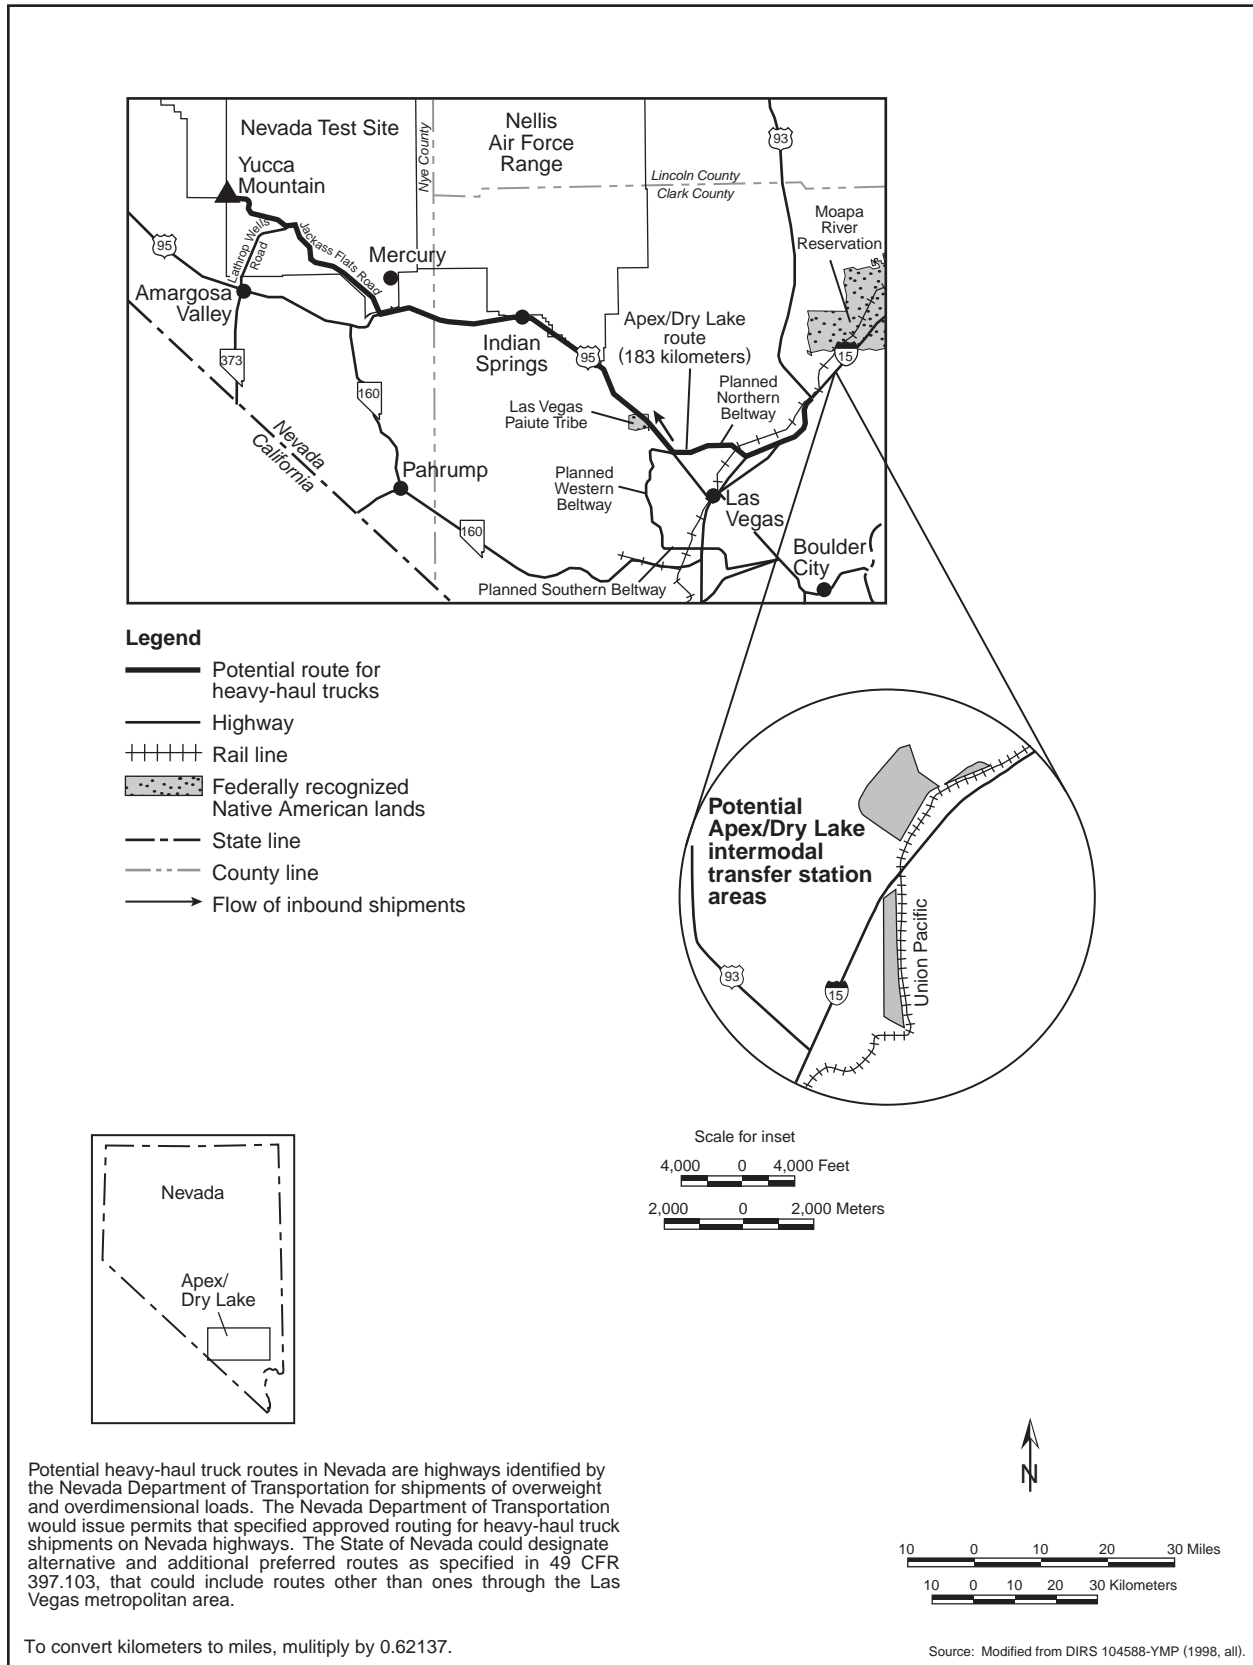 Nevada Test Site
Nellis
Air Force
Range
Nye County
93
Yucca
Mountain
Lincoln County
Clark County
Moapa
River
Reservation
95
Lathrop Wells
Road
Jackass Flats Road
Mercury
Amargosa
Valley
Indian
Springs
95
Apex/Dry Lake
route
(183 kilometers)
15
373
160
Planned
Northern
Beltway
Las Vegas
Paiute Tribe
Nevada
California
Pahrump
Planned
Western
Beltway
Las
Vegas
160
Boulder
City
Planned Southern Beltway
Legend
Potential route for
heavy-haul trucks
Highway
Rail line
Federally recognized
Native American lands
State line
County line
Flow of inbound shipments
Potential
Apex/Dry Lake
intermodal
transfer station
areas
Union Pacific
93
15
Scale for inset
4,000 0 4,000 Feet
2,000 0 2,000 Meters
Nevada
Apex/
Dry Lake
N
Potential heavy-haul truck routes in Nevada are highways identified by
the Nevada Department of Transportation for shipments of overweight
and overdimensional loads. The Nevada Department of Transportation
would issue permits that specified approved routing for heavy-haul truck
shipments on Nevada highways. The State of Nevada could designate
alternative and additional preferred routes as specified in 49 CFR
397.103, that could include routes other than ones through the Las
Vegas metropolitan area.
10 0 10 20 30 Miles
10 0 10 20 30 Kilometers
To convert kilometers to miles, mulitiply by 0.62137.
Source: Modified from DIRS 104588-YMP (1998, all).